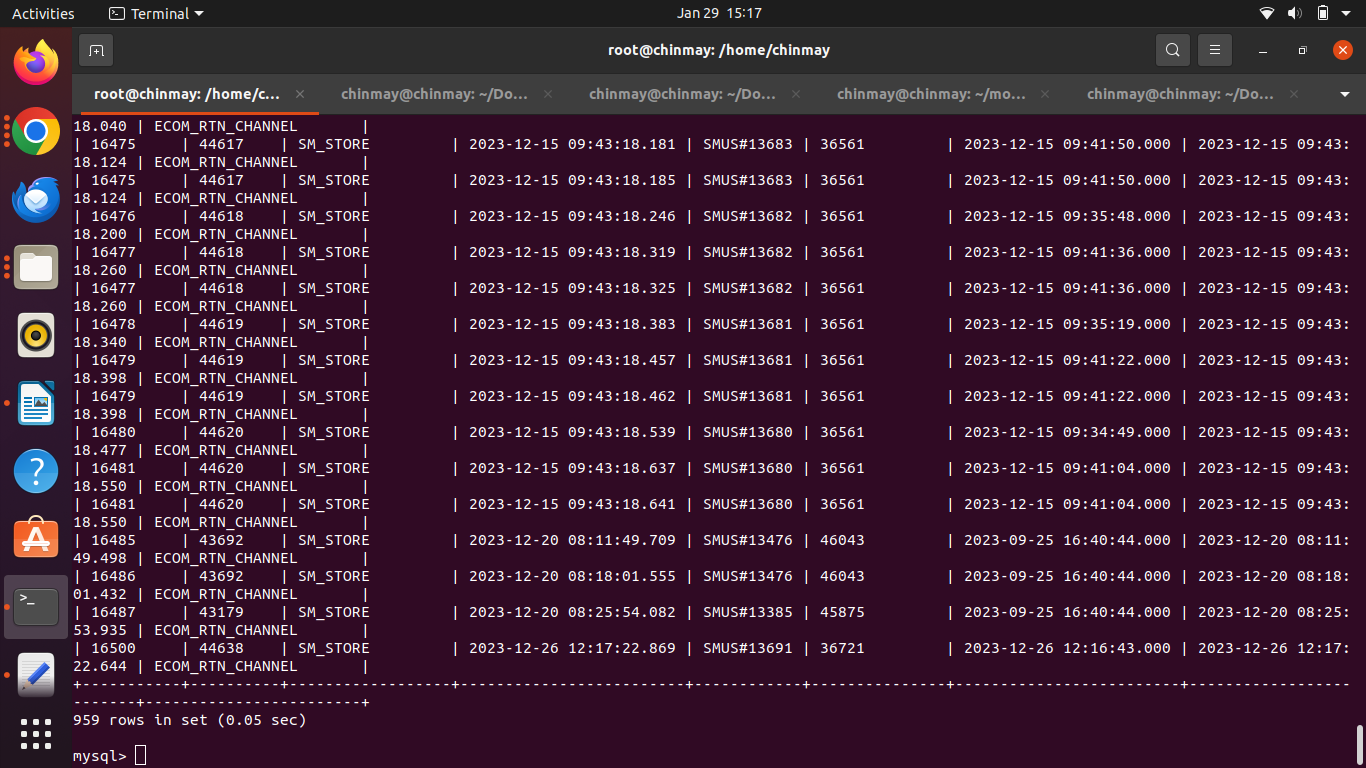 Activities
Terminal
Jan 29 15:17
root@chinmay: /home/chinmay
root@chinmay: /home/c...
chinmay@chinmay: ~/Do...
chinmay@chinmay: ~/Do...
chinmay@chinmay: ~/mo...
chinmay@chinmay: ~/Do...
18.040 | ECOM_RTN_CHANNEL       |
| 16475     | 44617    | SM_STORE         | 2023-12-15 09:43:18.181 | SMUS#13683 | 36561         | 2023-12-15 09:41:50.000 | 2023-12-15 09:43:
18.124 | ECOM_RTN_CHANNEL       |
| 16475     | 44617    | SM_STORE         | 2023-12-15 09:43:18.185 | SMUS#13683 | 36561         | 2023-12-15 09:41:50.000 | 2023-12-15 09:43:
18.124 | ECOM_RTN_CHANNEL       |
| 16476     | 44618    | SM_STORE         | 2023-12-15 09:43:18.246 | SMUS#13682 | 36561         | 2023-12-15 09:35:48.000 | 2023-12-15 09:43:
18.200 | ECOM_RTN_CHANNEL       |
| 16477     | 44618    | SM_STORE         | 2023-12-15 09:43:18.319 | SMUS#13682 | 36561         | 2023-12-15 09:41:36.000 | 2023-12-15 09:43:
18.260 | ECOM_RTN_CHANNEL       |
| 16477     | 44618    | SM_STORE         | 2023-12-15 09:43:18.325 | SMUS#13682 | 36561         | 2023-12-15 09:41:36.000 | 2023-12-15 09:43:
18.260 | ECOM_RTN_CHANNEL       |
| 16478     | 44619    | SM_STORE         | 2023-12-15 09:43:18.383 | SMUS#13681 | 36561         | 2023-12-15 09:35:19.000 | 2023-12-15 09:43:
18.340 | ECOM_RTN_CHANNEL       |
| 16479     | 44619    | SM_STORE         | 2023-12-15 09:43:18.457 | SMUS#13681 | 36561         | 2023-12-15 09:41:22.000 | 2023-12-15 09:43:
18.398 | ECOM_RTN_CHANNEL       |
| 16479     | 44619    | SM_STORE         | 2023-12-15 09:43:18.462 | SMUS#13681 | 36561         | 2023-12-15 09:41:22.000 | 2023-12-15 09:43:
18.398 | ECOM_RTN_CHANNEL       |
| 16480     | 44620    | SM_STORE         | 2023-12-15 09:43:18.539 | SMUS#13680 | 36561         | 2023-12-15 09:34:49.000 | 2023-12-15 09:43:
18.477 | ECOM_RTN_CHANNEL       |
| 16481     | 44620    | SM_STORE         | 2023-12-15 09:43:18.637 | SMUS#13680 | 36561         | 2023-12-15 09:41:04.000 | 2023-12-15 09:43:
18.550 | ECOM_RTN_CHANNEL       |
| 16481     | 44620    | SM_STORE         | 2023-12-15 09:43:18.641 | SMUS#13680 | 36561         | 2023-12-15 09:41:04.000 | 2023-12-15 09:43:
18.550 | ECOM_RTN_CHANNEL       |
| 16485     | 43692    | SM_STORE         | 2023-12-20 08:11:49.709 | SMUS#13476 | 46043         | 2023-09-25 16:40:44.000 | 2023-12-20 08:11:
49.498 | ECOM_RTN_CHANNEL       |
| 16486     | 43692    | SM_STORE         | 2023-12-20 08:18:01.555 | SMUS#13476 | 46043         | 2023-09-25 16:40:44.000 | 2023-12-20 08:18:
01.432 | ECOM_RTN_CHANNEL       |
| 16487     | 43179    | SM_STORE         | 2023-12-20 08:25:54.082 | SMUS#13385 | 45875         | 2023-09-25 16:40:44.000 | 2023-12-20 08:25:
53.935 | ECOM_RTN_CHANNEL       |
| 16500     | 44638    | SM_STORE         | 2023-12-26 12:17:22.869 | SMUS#13691 | 36721         | 2023-12-26 12:16:43.000 | 2023-12-26 12:17:
22.644 | ECOM_RTN_CHANNEL       |
+-----------+----------+------------------+-------------------------+------------+---------------+-------------------------+------------------
-------+------------------------+
959 rows in set (0.05 sec)
mysql>